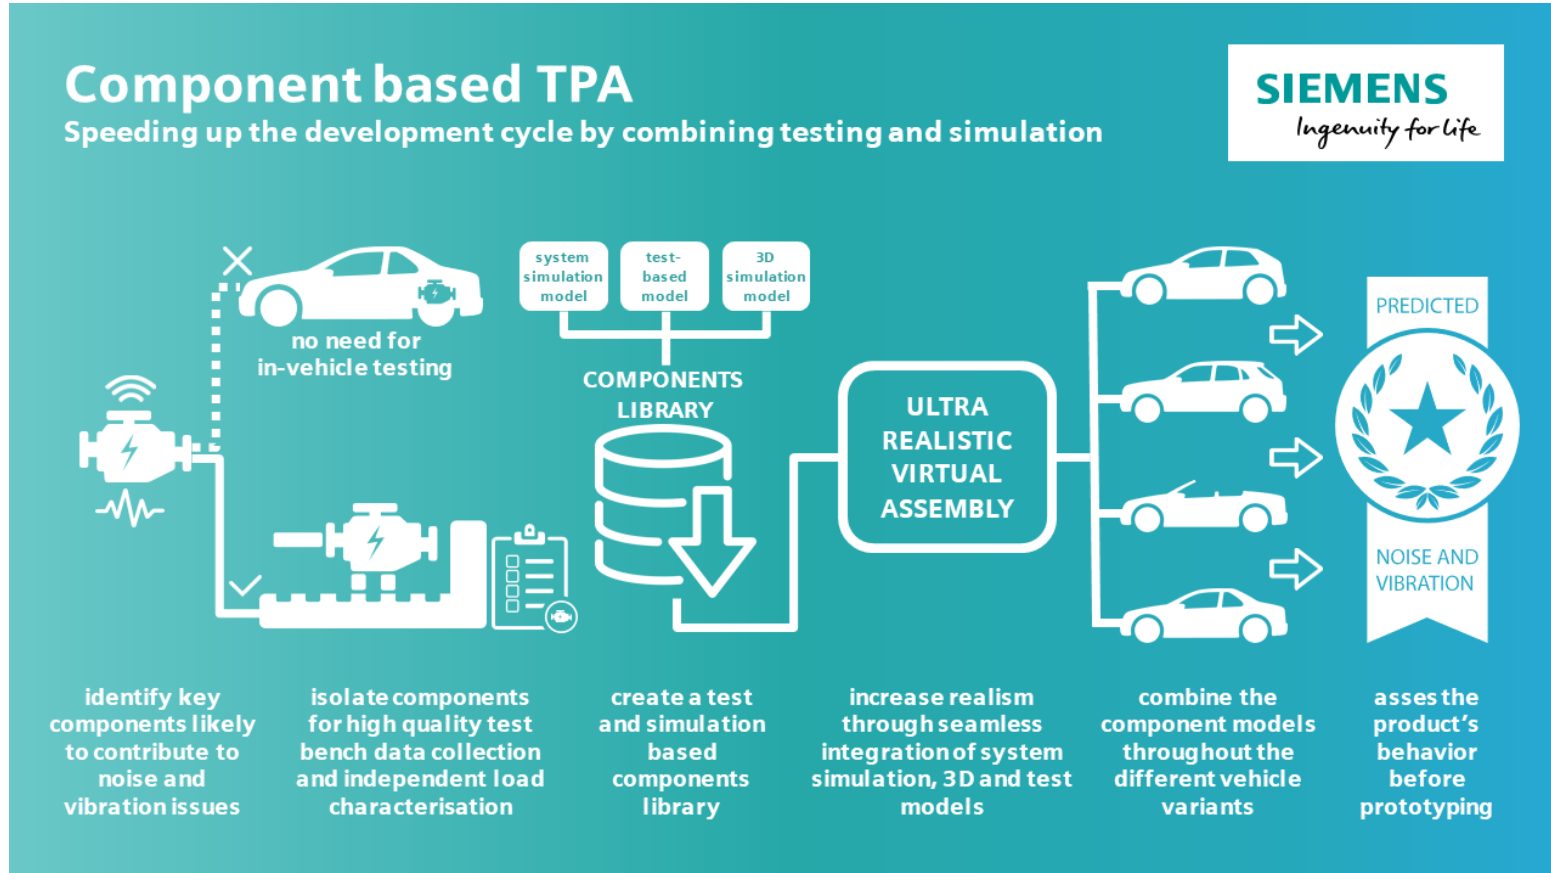 Component based TPA
Speeding up the development cycle by combining testing and simulation
SIEMENS
Ingenuity for life
no need for
in-vehicle testing
system
simulation
model
test-
based
model
3D
simulation
model
COMPONENTS
LIBRARY
ULTRA
REALISTIC
VIRTUAL
ASSEMBLY
PREDICTED
NOISE AND
VIBRATION
identify key
components likely
to contribute to
noise and
vibration issues
isolate components
for high quality test
bench data collection
and independent load
characterisation
create a test
and simulation
based
components
library
increase realism
through seamless
integration of system
simulation, 3D and test
models
combine the
component models
throughout the
different vehicle
variants
asses the
product's
behavior
before
prototyping